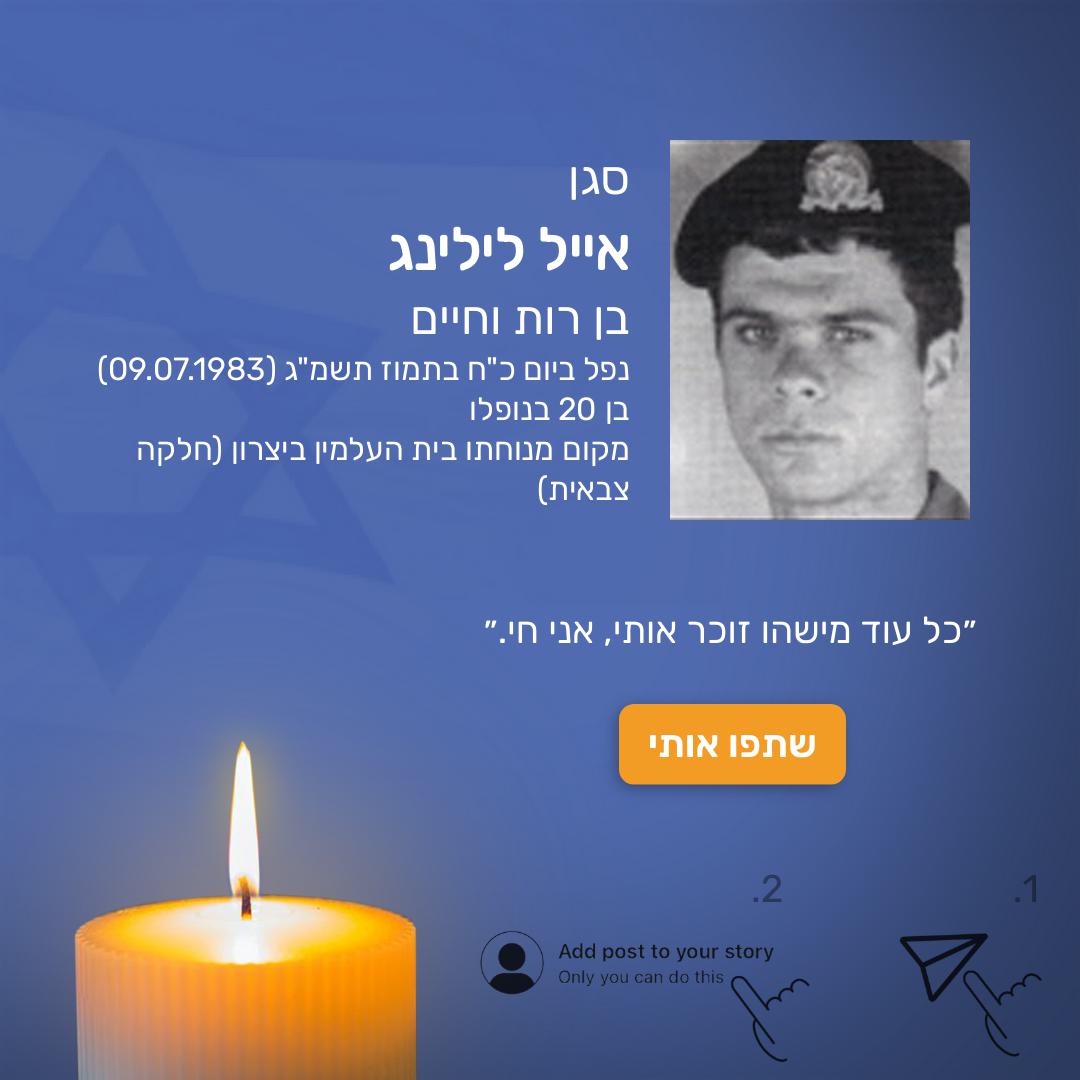 סגן
אייל לילינג
בן רות וחיים
נפל ביום כ"ח בתמוז תשמ"ג (09.07.1983)
בן 20 בנופלו
מקום מנוחתו בית העלמין ביצרון (חלקה
צבאית)
״כל עוד מישהו זוכר אותי, אני חי.״
שתפו אותי
1.
2.
Add post to your story
Only you can do this